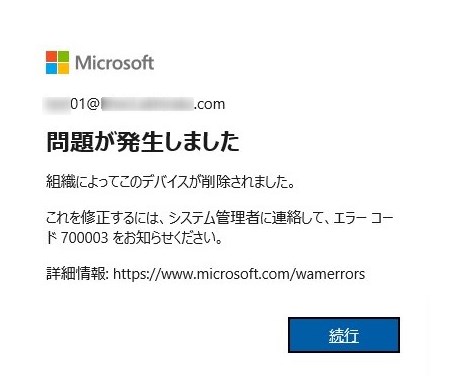 Microsoft
01@ .com
問題が発生しました
組織によってこのデバイスが削除されました。
これを修正するには、システム管理者に連絡して、エラー コー
ド 700003 をお知らせください。
詳細情報: https://www.microsoft.com/wamerrors
続行